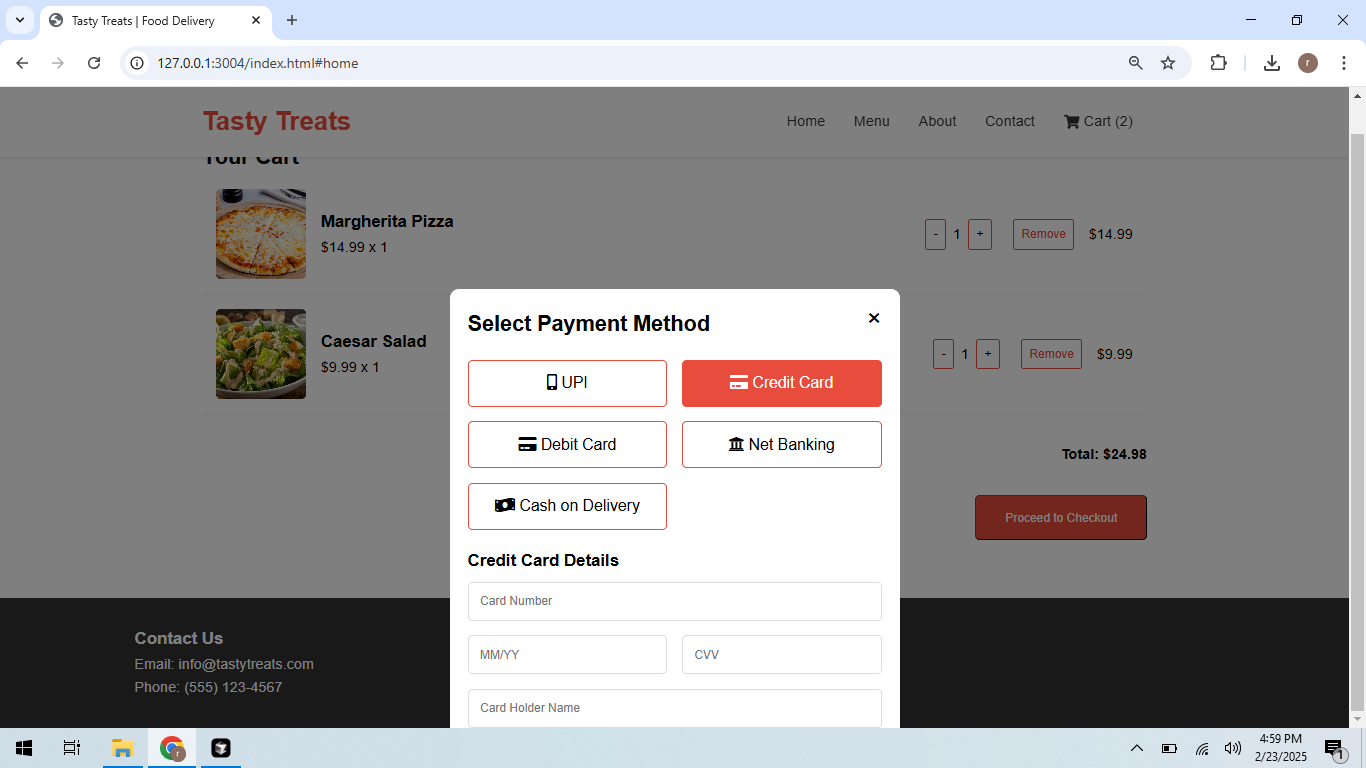 Tasty Treats | Food Delivery
127.0.0.1:3004/index.html#home
r
Tasty Treats
Home
Menu
About
Contact
Cart (2)
Your Cart
Margherita Pizza
$14.99 x 1
-
1
+
Remove
$14.99
Caesar Salad
$9.99 x 1
-
1
+
Remove
$9.99
Total: $24.98
Proceed to Checkout
Select Payment Method
UPI
Credit Card
Debit Card
Net Banking
Cash on Delivery
Credit Card Details
Card Number
MM/YY
CVV
Card Holder Name
Contact Us
Email: info@tastytreats.com
Phone: (555) 123-4567
r
4:59 PM
2/23/2025
1